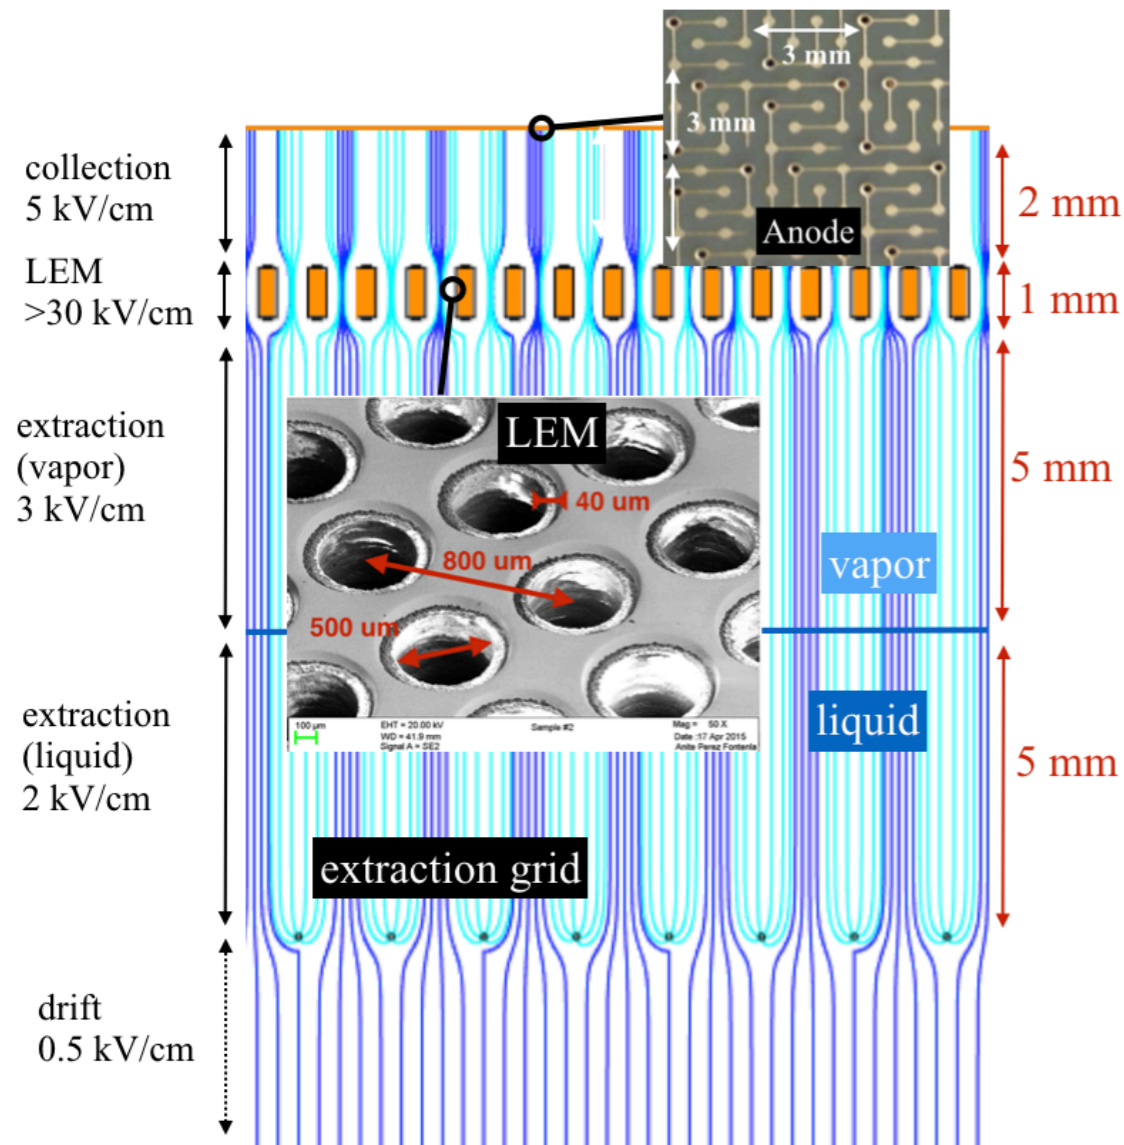 3 mm
3 mm
Anode
collection
5 kV/cm
2 mm
LEM
>30 kV/cm
1 mm
LEM
40 um
800 um
500 um
extraction
(vapor)
3 kV/cm
5 mm
vapor
liquid
100 µm
EHT = 20.00 kV
WD = 41.9 mm
Signal A = SE2
Sample #2
Mag = 50 X
Date :17 Apr 2015
Anite Perez Fontenla
extraction
(liquid)
2 kV/cm
5 mm
extraction grid
drift
0.5 kV/cm